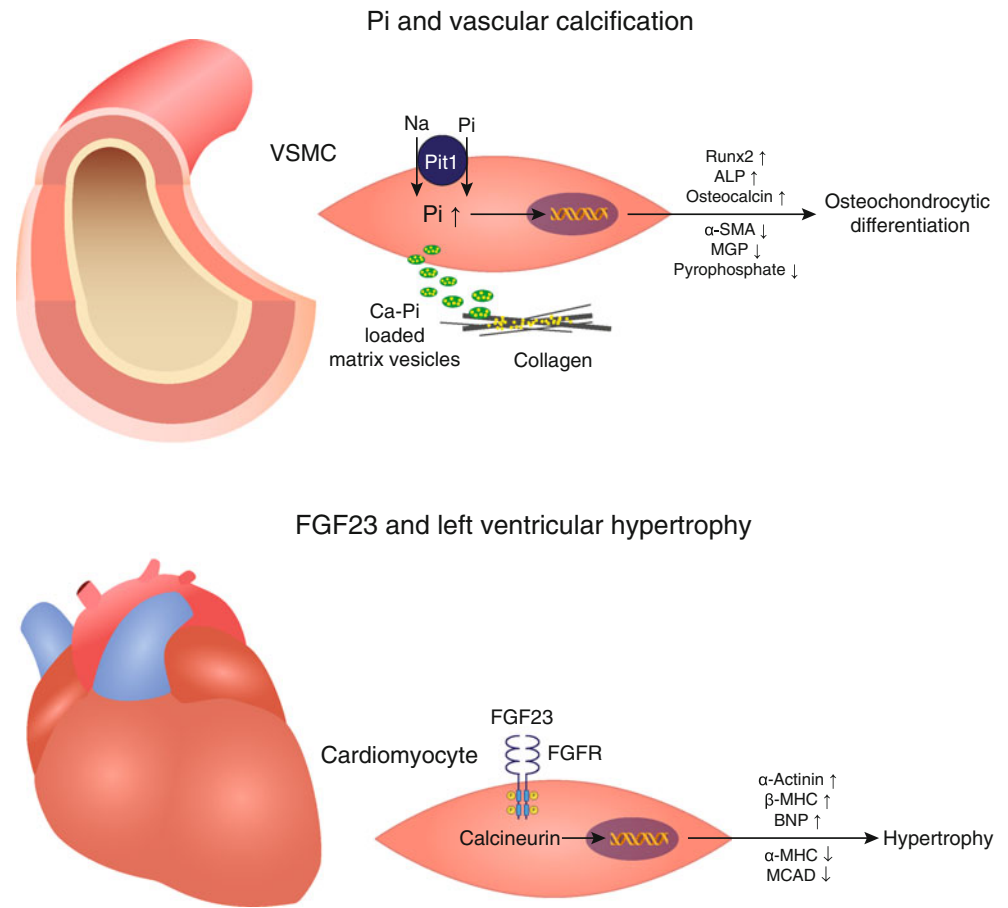 Pi and vascular calcification
VSMC
Na
Pi
Pit1
Pi ↑
Runx2 ↑
ALP ↑
Osteocalcin ↑
α-SMA ↓
MGP ↓
Pyrophosphate ↓
Osteochondrocytic
differentiation
Ca-Pi
loaded
matrix vesicles
Collagen
FGF23 and left ventricular hypertrophy
Cardiomyocyte
FGF23
FGFR
Calcineurin
α-Actinin ↑
β-MHC ↑
BNP ↑
α-MHC ↓
MCAD ↓
Hypertrophy